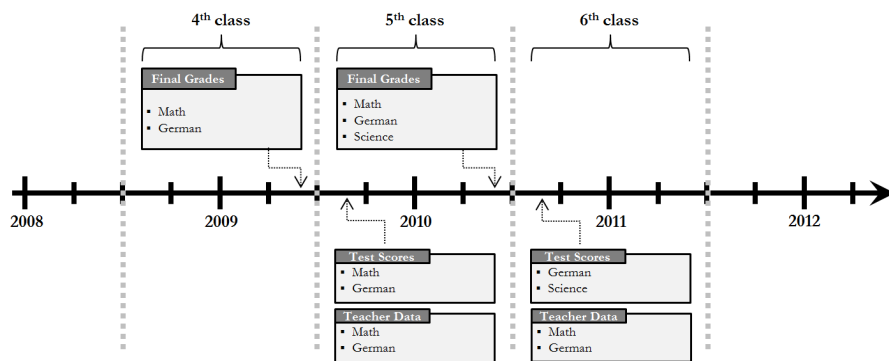 4th class
5th class
6th class
Final Grades
▪ Math
▪ German
Final Grades
▪ Math
▪ German
▪ Science
2008
2009
2010
2011
2012
Test Scores
▪ Math
▪ German
Teacher Data
▪ Math
▪ German
Test Scores
▪ German
▪ Science
Teacher Data
▪ Math
▪ German